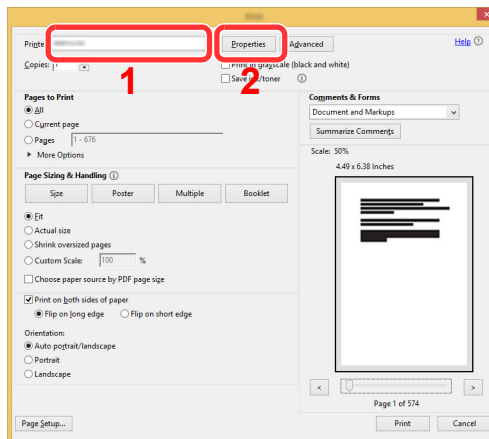 Printer
Properties
Advanced
Help
Copies:
1
2
Print in grayscale (black and white)
Save ink/toner
Pages to Print
All
Current page
Pages
1 - 676
More Options
Page Sizing & Handling
Size
Poster
Multiple
Booklet
Fit
Actual size
Shrink oversized pages
Custom Scale:
100
%
Choose paper source by PDF page size
Print on both sides of paper
Flip on long edge
Flip on short edge
Orientation:
Auto portrait/landscape
Portrait
Landscape
Comments & Forms
Document and Markups
Summarize Comments
Scale: 50%
4.49 x 6.38 Inches
<
>
Page 1 of 574
Page Setup...
Print
Cancel